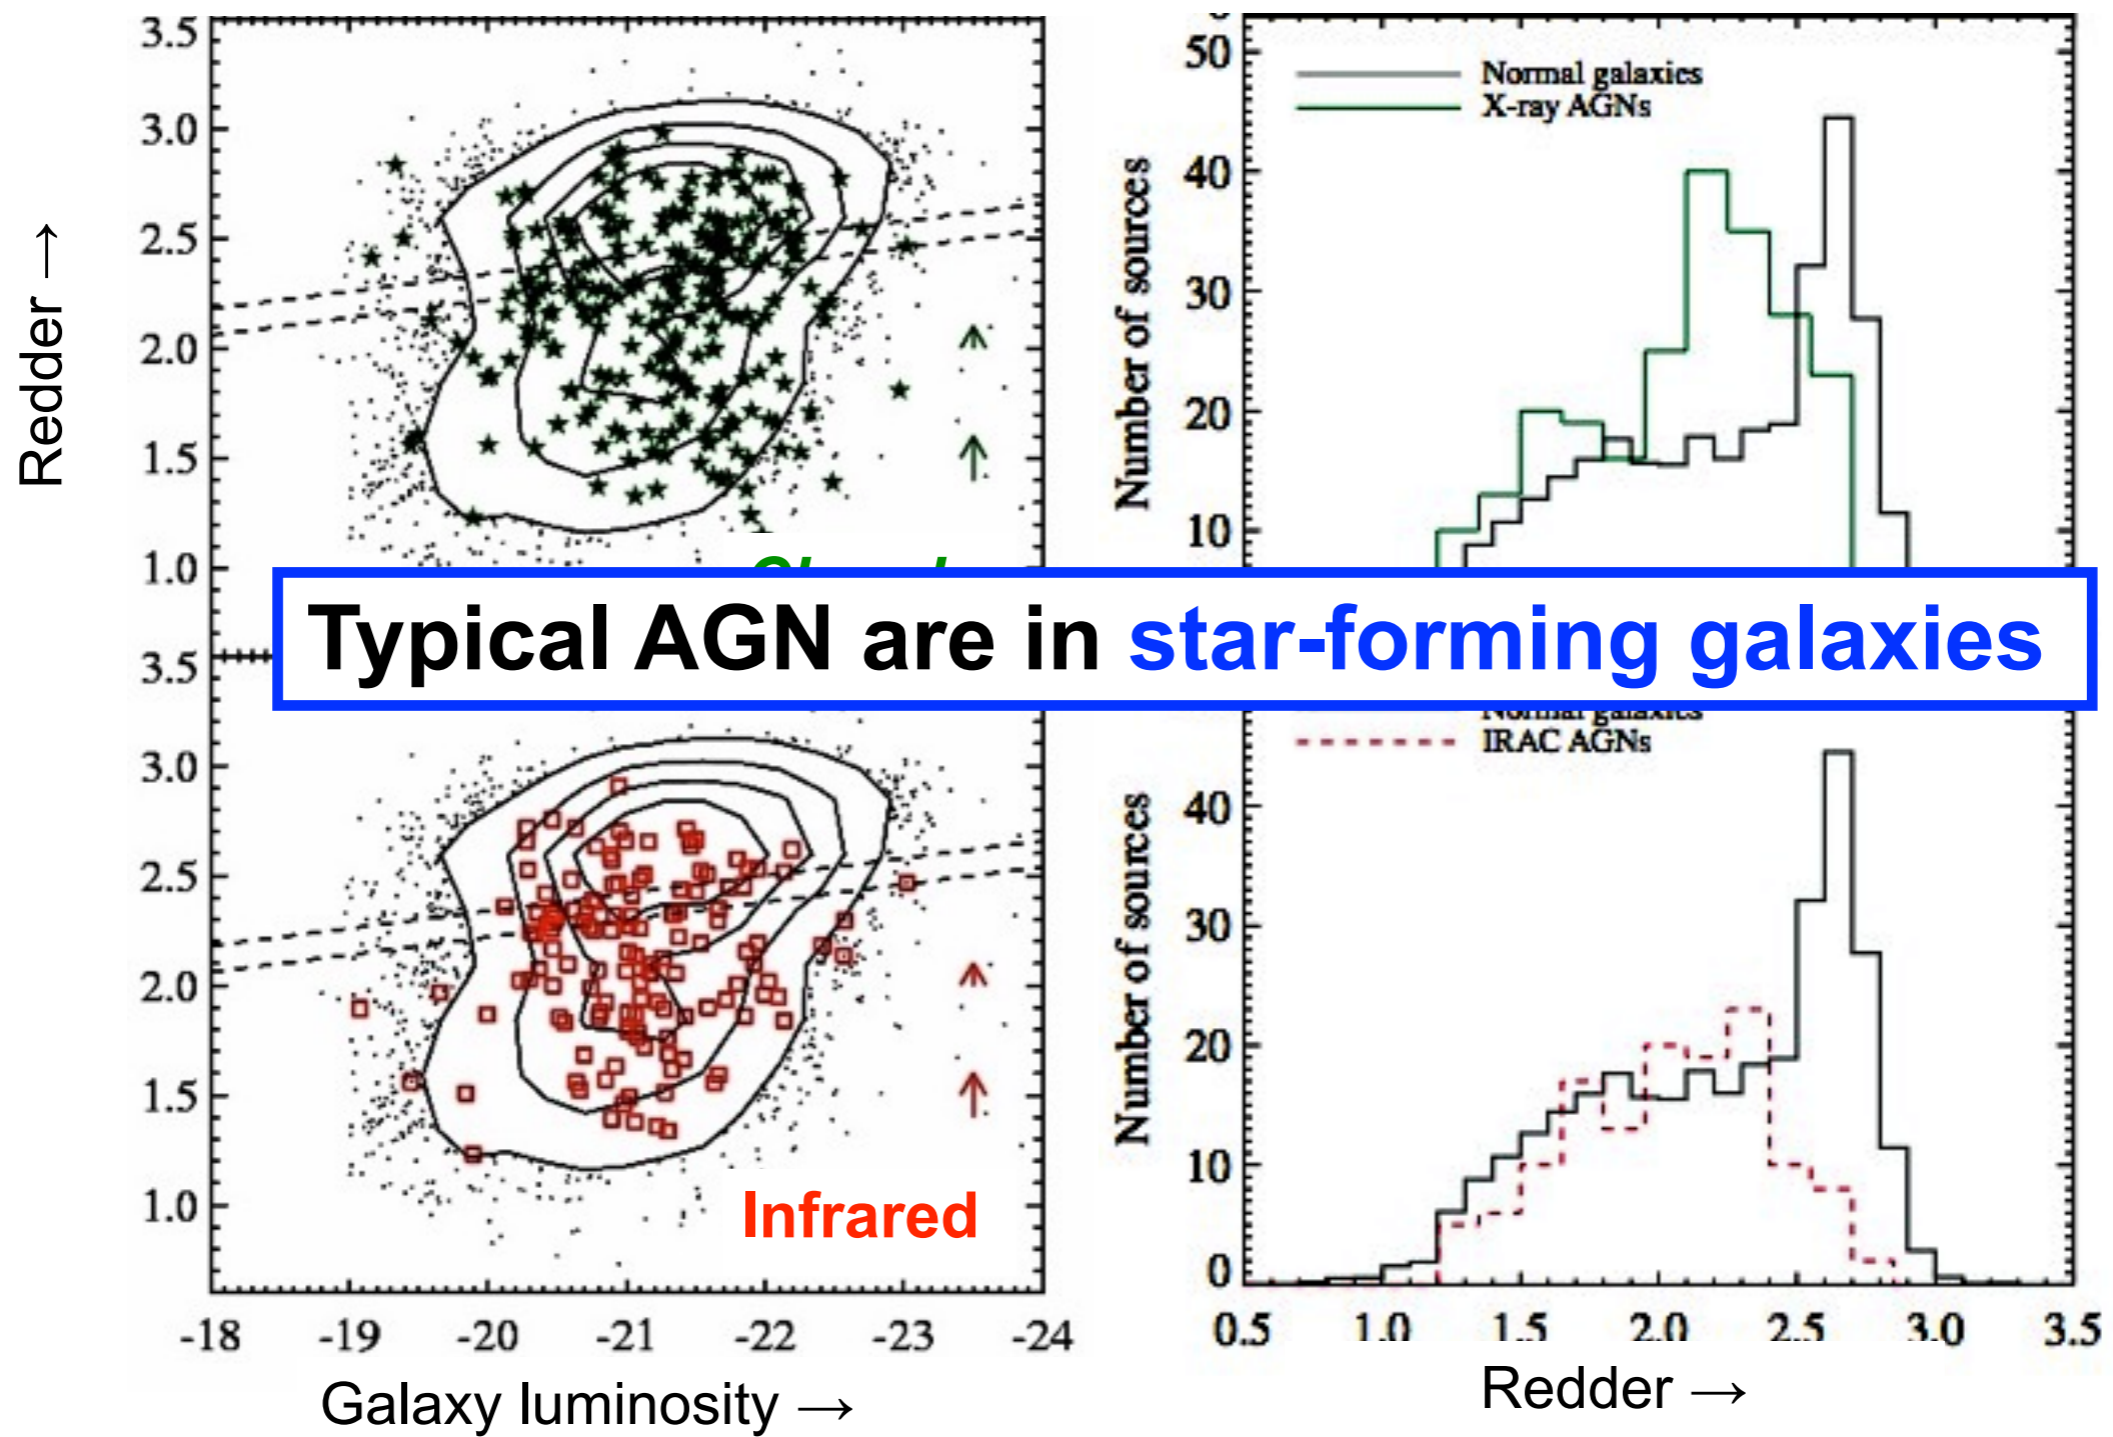 3.5
3.0
2.5
2.0
1.5
1.0
Redder →
50
40
30
20
10
Number of sources
Normal galaxies
X-ray AGNs
Typical AGN are in star-forming galaxies
3.5
3.0
2.5
2.0
1.5
1.0
Infrared
-18 -19 -20 -21 -22 -23 -24
Galaxy luminosity →
Normal galaxies
IRAC AGNs
40
30
20
10
0
Number of sources
0.5 1.0 1.5 2.0 2.5 3.0 3.5
Redder →